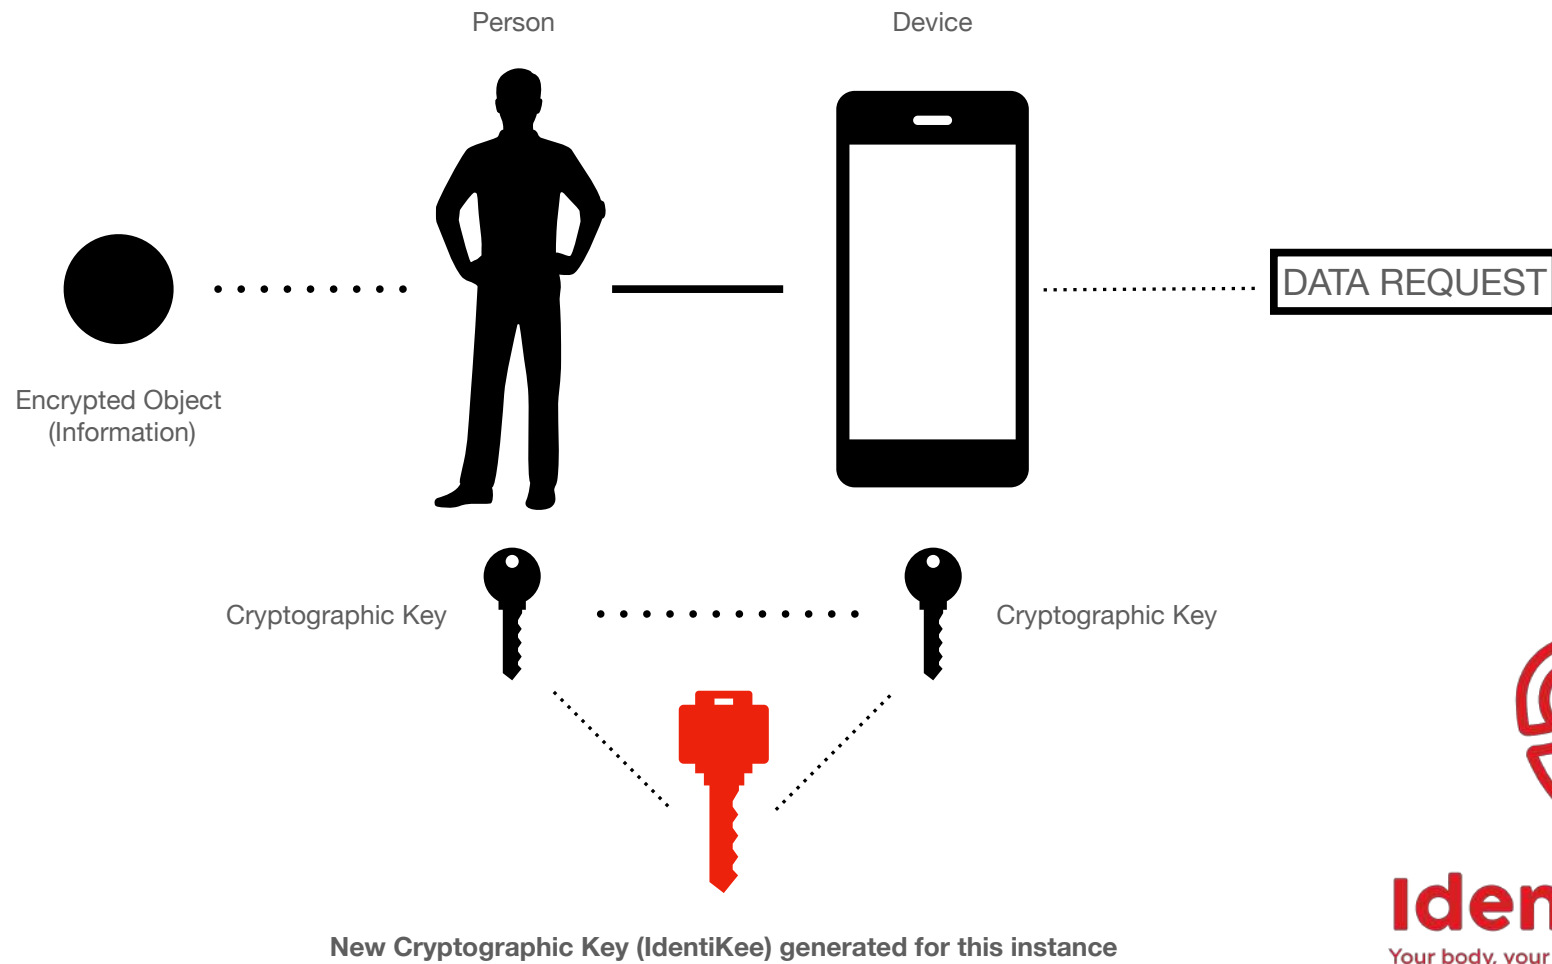 Person
Device
DATA REQUEST
Encrypted Object
(Information)
Cryptographic Key
Cryptographic Key
New Cryptographic Key (IdentiKee) generated for this instance
Your body, your